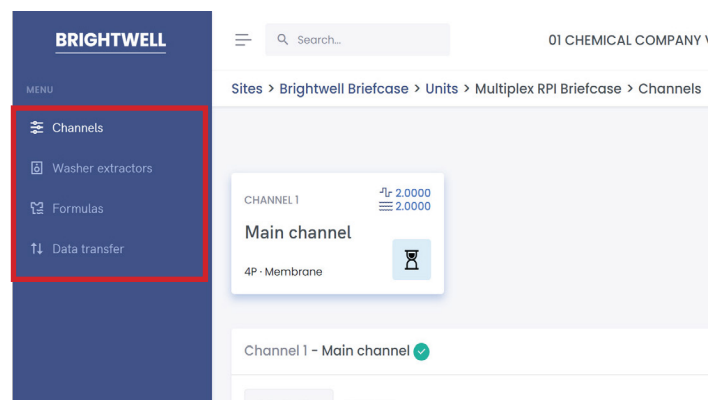 BRIGHTWELL
MENU
Channels
Washer extractors
Formulas
Data transfer
Search...
01 CHEMICAL COMPANY V
Sites > Brightwell Briefcase > Units > Multiplex RPI Briefcase > Channels
CHANNEL 1
2.0000
2.0000
Main channel
4P · Membrane
Channel 1 - Main channel